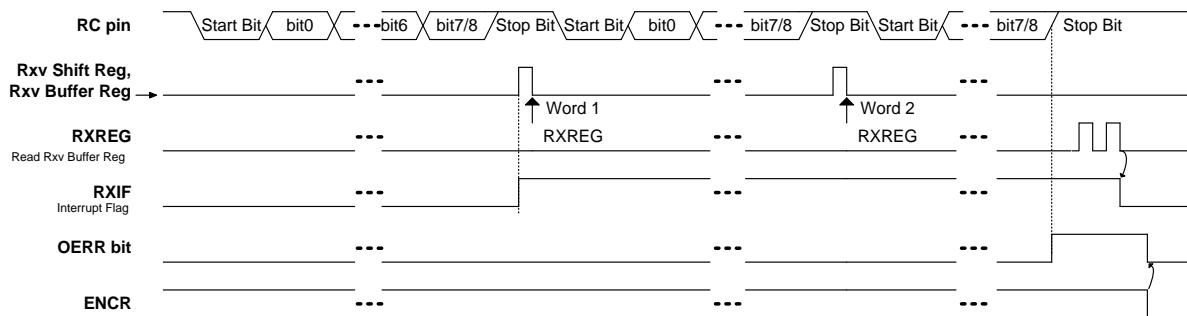 RC pin Start Bit bit0 bit6 bit7/8 Stop Bit Start Bit bit0 bit7/8 Stop Bit Start Bit bit7/8 Stop Bit
Rxv Shift Reg,
Rxv Buffer Reg
Word 1 Word 2
RXREG RXREG RXREG
Read Rxv Buffer Reg
RXIF
Interrupt Flag
OERR bit
ENCR